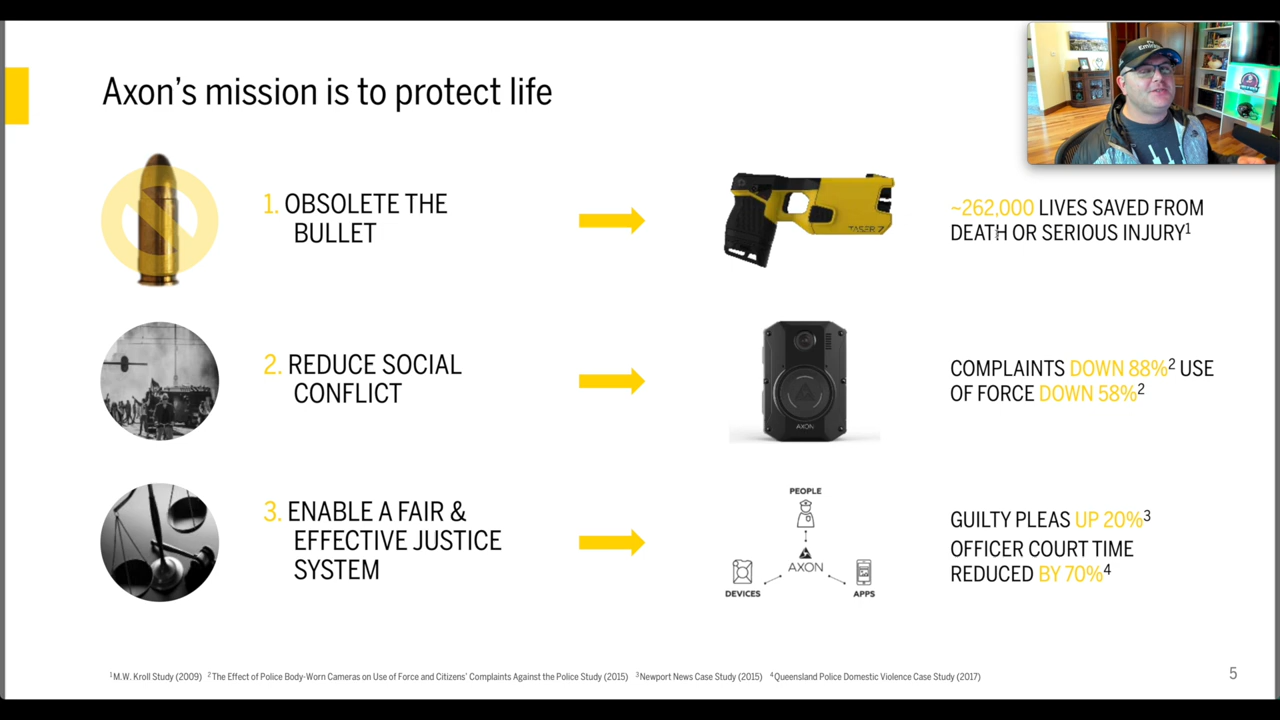 Axon's mission is to protect life
1. OBSOLETE THE
BULLET
TASER 7
~262,000 LIVES SAVED FROM
DEATH OR SERIOUS INJURY¹
2. REDUCE SOCIAL
CONFLICT
AXON
COMPLAINTS DOWN 88%² USE
OF FORCE DOWN 58%²
3. ENABLE A FAIR &
EFFECTIVE JUSTICE
SYSTEM
PEOPLE
AXON
DEVICES
APPS
GUILTY PLEAS UP 20%³
OFFICER COURT TIME
REDUCED BY 70%⁴
¹M.W. Kroll Study (2009) ²The Effect of Police Body-Worn Cameras on Use of Force and Citizens' Complaints Against the Police Study (2015) ³Newport News Case Study (2015) ⁴Queensland Police Domestic Violence Case Study (2017)
5